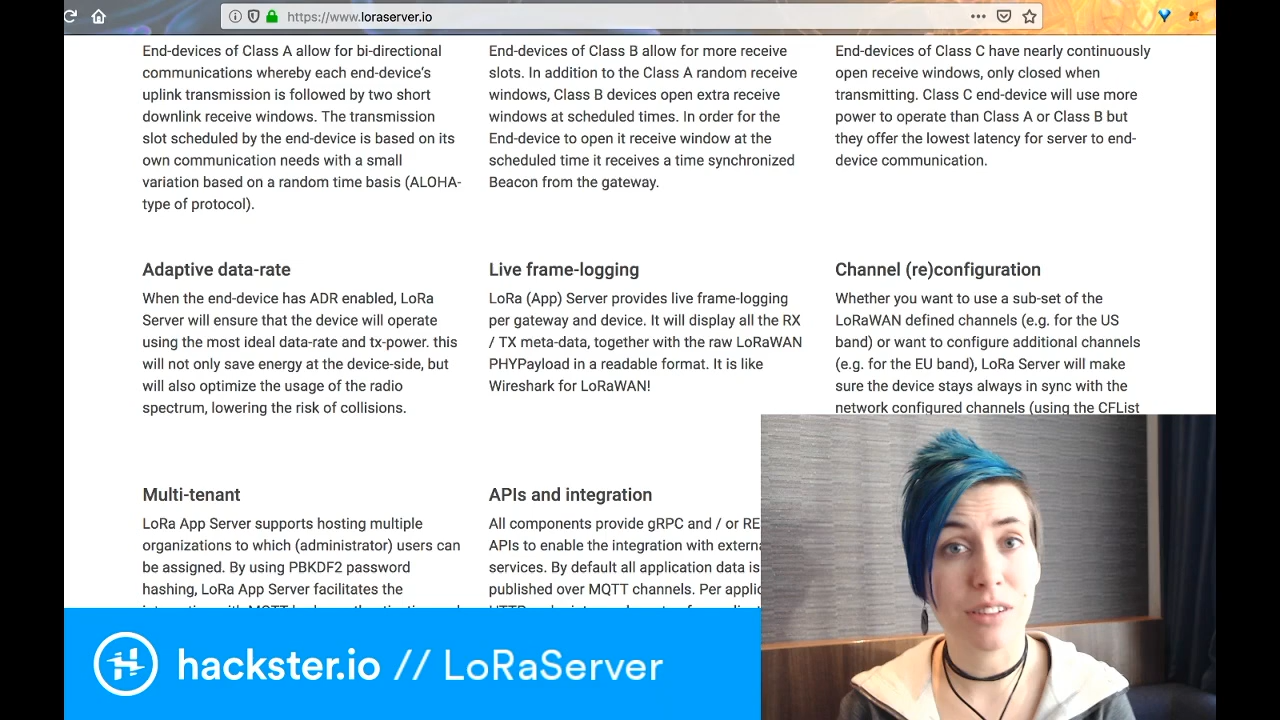 https://www.loraserver.io
End-devices of Class A allow for bi-directional
communications whereby each end-device's
uplink transmission is followed by two short
downlink receive windows. The transmission
slot scheduled by the end-device is based on its
own communication needs with a small
variation based on a random time basis (ALOHA-
type of protocol).
End-devices of Class B allow for more receive
slots. In addition to the Class A random receive
windows, Class B devices open extra receive
windows at scheduled times. In order for the
End-device to open it receive window at the
scheduled time it receives a time synchronized
Beacon from the gateway.
End-devices of Class C have nearly continuously
open receive windows, only closed when
transmitting. Class C end-device will use more
power to operate than Class A or Class B but
they offer the lowest latency for server to end-
device communication.
Adaptive data-rate
When the end-device has ADR enabled, LoRa
Server will ensure that the device will operate
using the most ideal data-rate and tx-power. this
will not only save energy at the device-side, but
will also optimize the usage of the radio
spectrum, lowering the risk of collisions.
Live frame-logging
LoRa (App) Server provides live frame-logging
per gateway and device. It will display all the RX
/ TX meta-data, together with the raw LoRaWAN
PHYPayload in a readable format. It is like
Wireshark for LoRaWAN!
Channel (re)configuration
Whether you want to use a sub-set of the
LoRaWAN defined channels (e.g. for the US
band) or want to configure additional channels
(e.g. for the EU band), LoRa Server will make
sure the device stays always in sync with the
network configured channels (using the CFList
Multi-tenant
LoRa App Server supports hosting multiple
organizations to which (administrator) users can
be assigned. By using PBKDF2 password
hashing, LoRa App Server facilitates the
APIs and integration
All components provide gRPC and / or RE
APIs to enable the integration with externa
services. By default all application data is
published over MQTT channels. Per applic
hackster.io // LoRaServer